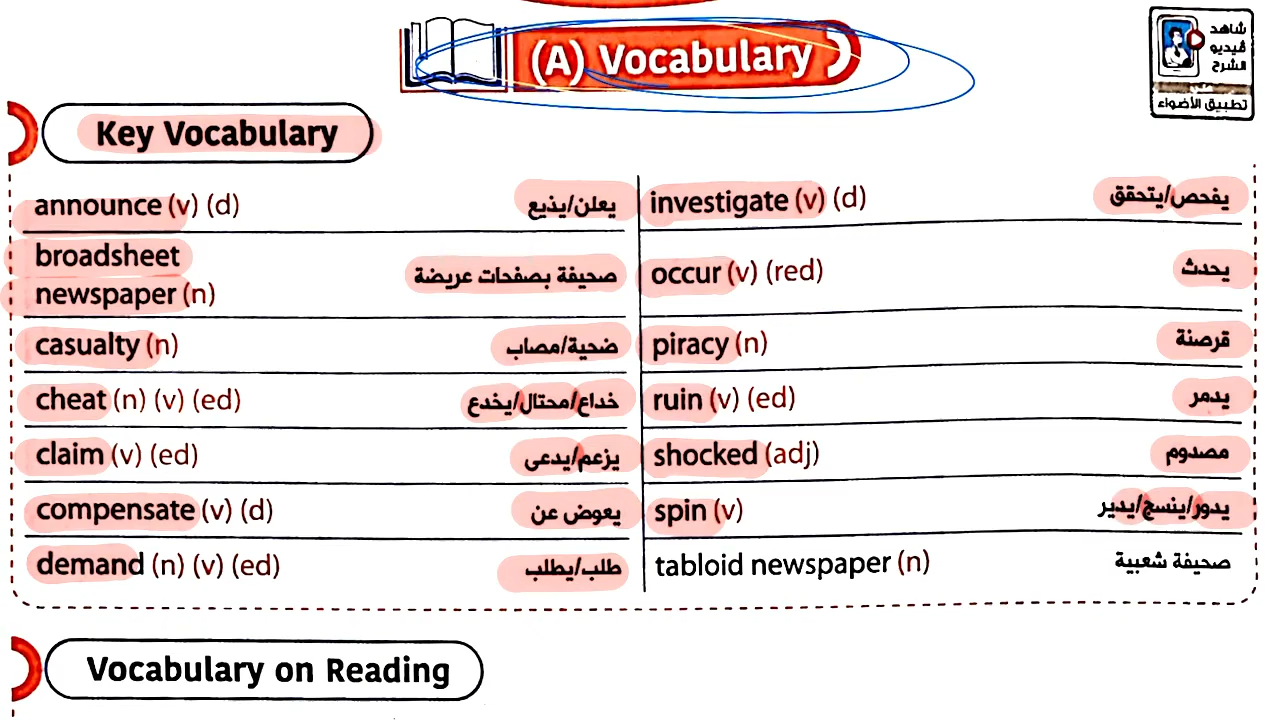 (A) Vocabulary
شاهد
ڤيديو
الشرح
على
تطبيق الأضواء
Key Vocabulary
announce (v) (d) يعلن/يذيع
broadsheet
newspaper (n) صحيفة بصفحات عريضة
casualty (n) ضحية/مصاب
cheat (n) (v) (ed) خداع/محتال/يخدع
claim (v) (ed) يزعم/يدعى
compensate (v) (d) يعوض عن
demand (n) (v) (ed) طلب/يطلب
investigate (v) (d) يفحص/يتحقق
occur (v) (red) يحدث
piracy (n) قرصنة
ruin (v) (ed) يدمر
shocked (adj) مصدوم
spin (v) يدور/ينسج/يدير
tabloid newspaper (n) صحيفة شعبية
Vocabulary on Reading